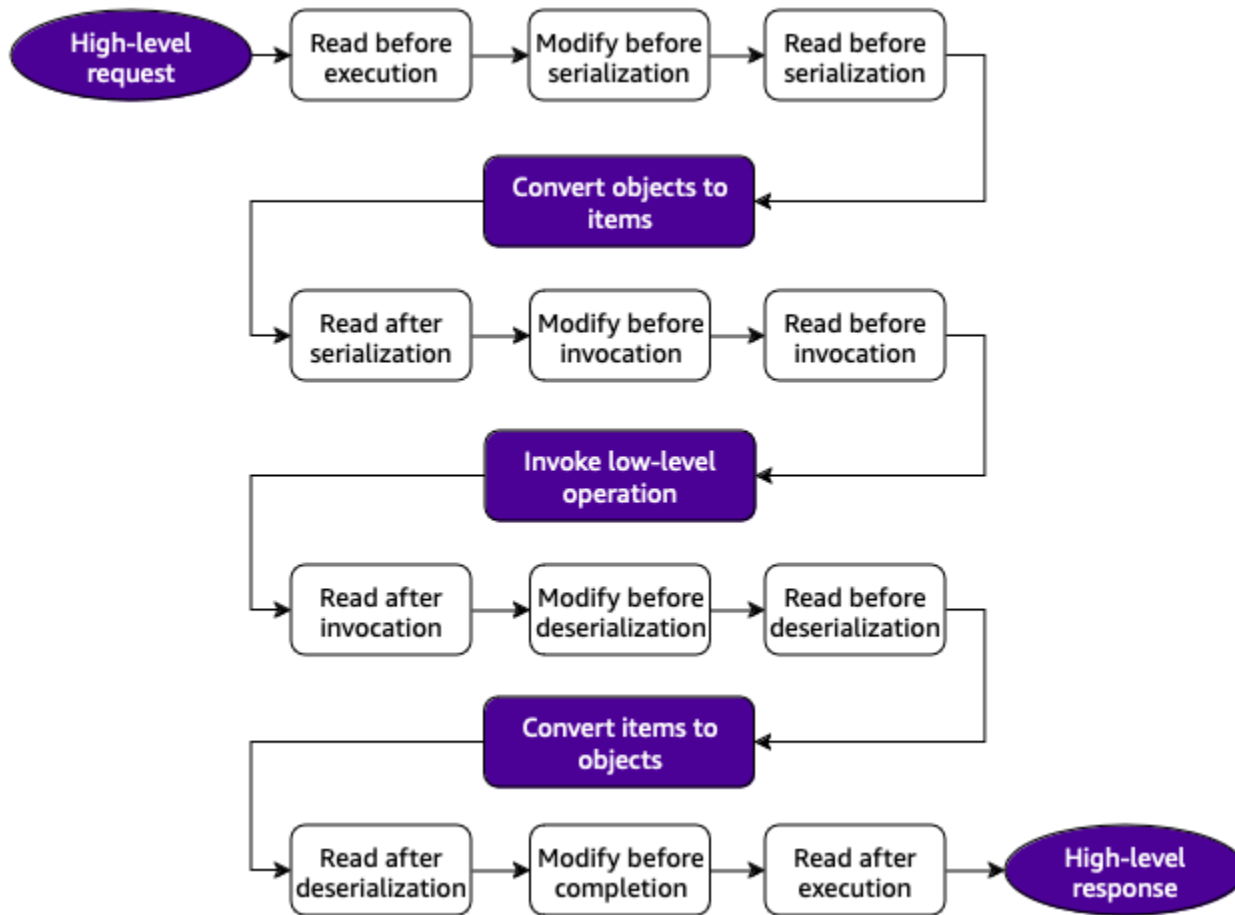 High-level
request
Read before
execution
Modify before
serialization
Read before
serialization
Convert objects to
items
Read after
serialization
Modify before
invocation
Read before
invocation
Invoke low-level
operation
Read after
invocation
Modify before
deserialization
Read before
deserialization
Convert items to
objects
Read after
deserialization
Modify before
completion
Read after
execution
High-level
response